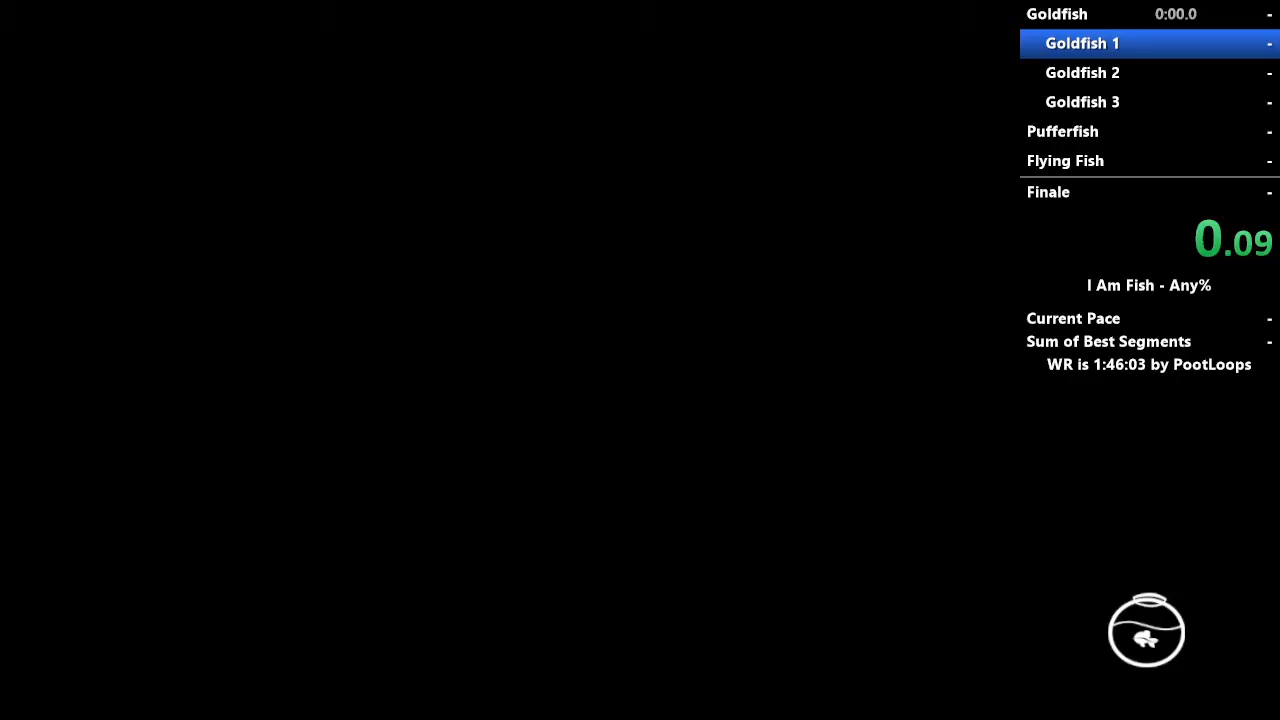 Goldfish 0:00.0 -
Goldfish 1 -
Goldfish 2 -
Goldfish 3 -
Pufferfish -
Flying Fish -
Finale -
0.09
I Am Fish - Any%
Current Pace -
Sum of Best Segments -
WR is 1:46:03 by PootLoops